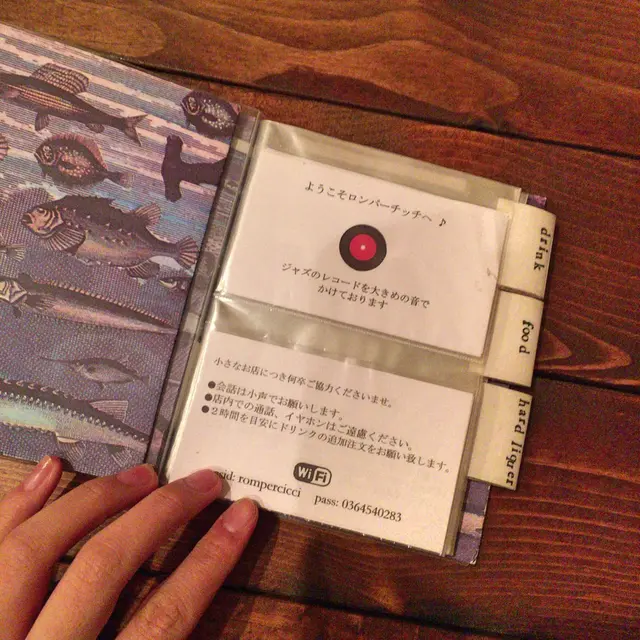 ようこそロンパーチッチへ ♪
ジャズのレコードを大きめの音で
かけております
小さなお店につき何卒ご協力くださいませ。
●会話は小声でお願いします。
●店内での通話、イヤホンはご遠慮ください。
●2時間を目安にドリンクの追加注文をお願い致します。
WiFi
id: rompercicci pass: 0364540283
drink
food
hard liquor